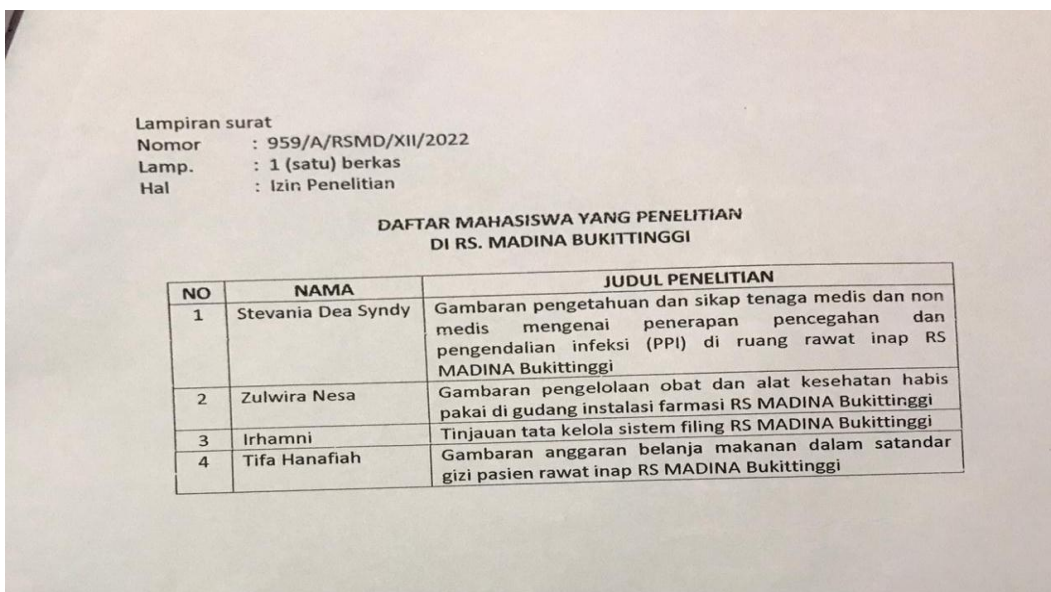 Lampiran surat
Nomor : 959/A/RSMD/XII/2022
Lamp. : 1 (satu) berkas
Hal : Izin Penelitian
DAFTAR MAHASISWA YANG PENELITIAN
DI RS. MADINA BUKITTINGGI
NO NAMA JUDUL PENELITIAN
1 Stevania Dea Syndy Gambaran pengetahuan dan sikap tenaga medis dan non
medis mengenai penerapan pencegahan dan
pengendalian infeksi (PPI) di ruang rawat inap RS
MADINA Bukittinggi
2 Zulwira Nesa Gambaran pengelolaan obat dan alat kesehatan habis
pakai di gudang instalasi farmasi RS MADINA Bukittinggi
3 Irhamni Tinjauan tata kelola sistem filing RS MADINA Bukittinggi
4 Tifa Hanafiah Gambaran anggaran belanja makanan dalam satandar
gizi pasien rawat inap RS MADINA Bukittinggi